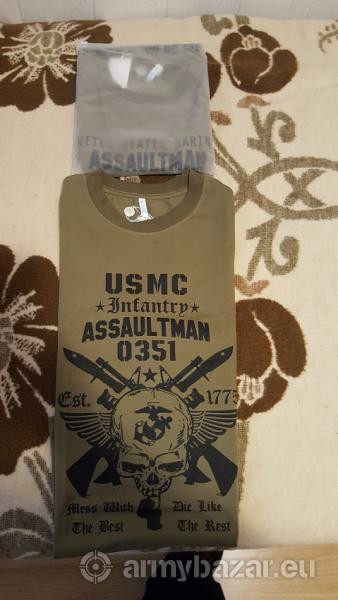 UNITED STATES MARINE
ASSAULTMAN
USMC
★Infantry★
ASSAULTMAN
0351
Est. 1775
Mess With Die Like
The Best The Rest
armybazar.eu